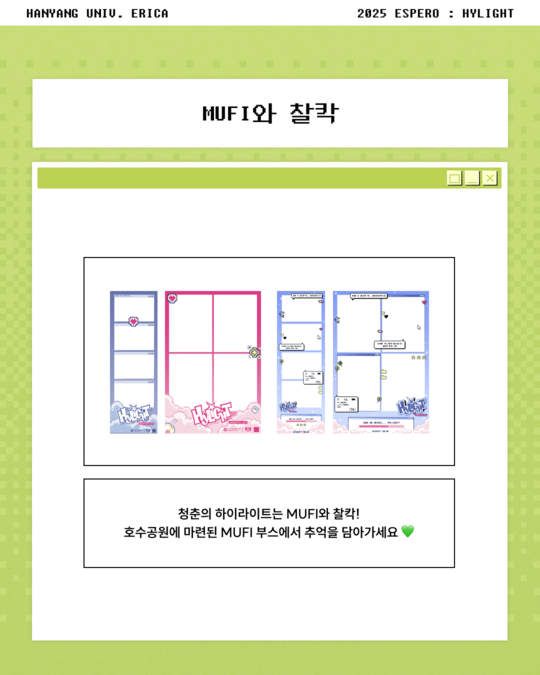 HANYANG UNIV. ERICA
2025 ESPERO : HYLIGHT
MUFI와 찰칵
HYLIGHT
HYLIGHT
청춘의 하이라이트는 MUFI와 찰칵!
호수공원에 마련된 MUFI 부스에서 추억을 담아가세요 💚